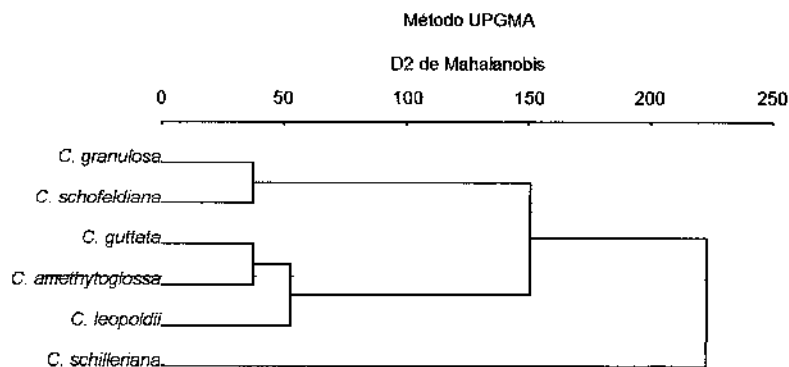 Método UPGMA
D2 de Mahalanobis
0 50 100 150 200 250
C. granulosa
C. schofeldiana
C. guttata
C. amethytoglossa
C. leopoldii
C. schilleriana